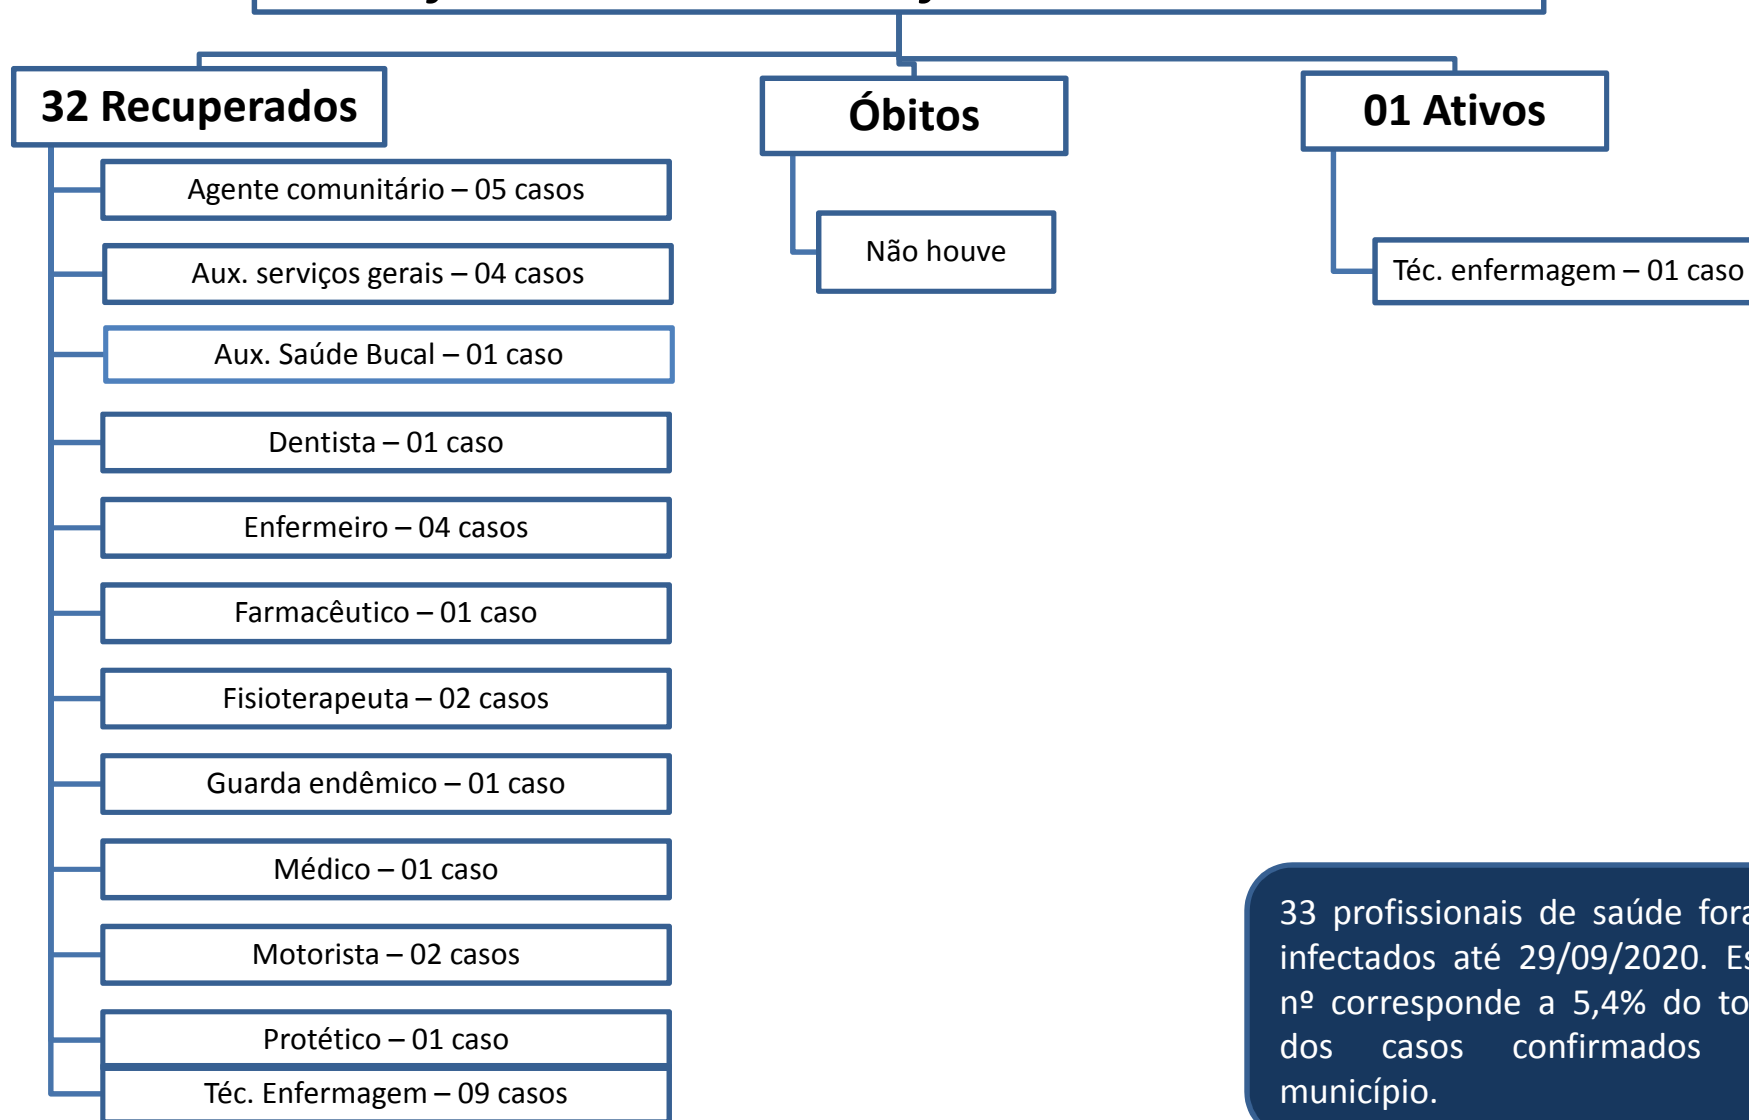 32 Recuperados
Agente comunitário – 05 casos
Aux. serviços gerais – 04 casos
Aux. Saúde Bucal – 01 caso
Dentista – 01 caso
Enfermeiro – 04 casos
Farmacêutico – 01 caso
Fisioterapeuta – 02 casos
Guarda endêmico – 01 caso
Médico – 01 caso
Motorista – 02 casos
Protético – 01 caso
Téc. Enfermagem – 09 casos
Óbitos
Não houve
01 Ativos
Téc. enfermagem – 01 caso
33 profissionais de saúde
infectados até 29/09/2020.
nº corresponde a 5,4% do
dos casos confirmados
município.